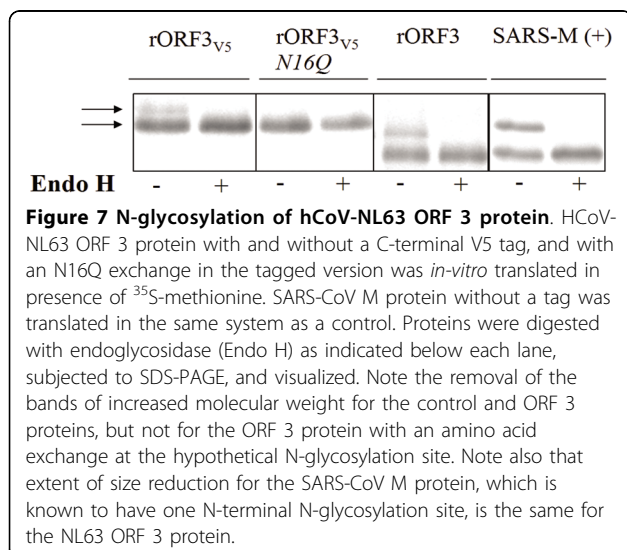 rORF3V5 rORF3V5 rORF3 SARS-M (+)
N16Q
Endo H - + - + - + - +
Figure 7 N-glycosylation of hCoV-NL63 ORF 3 protein. HCoV-
NL63 ORF 3 protein with and without a C-terminal V5 tag, and with
an N16Q exchange in the tagged version was in-vitro translated in
presence of 35S-methionine. SARS-CoV M protein without a tag was
translated in the same system as a control. Proteins were digested
with endoglycosidase (Endo H) as indicated below each lane,
subjected to SDS-PAGE, and visualized. Note the removal of the
bands of increased molecular weight for the control and ORF 3
proteins, but not for the ORF 3 protein with an amino acid
exchange at the hypothetical N-glycosylation site. Note also that
extent of size reduction for the SARS-CoV M protein, which is
known to have one N-terminal N-glycosylation site, is the same for
the NL63 ORF 3 protein.